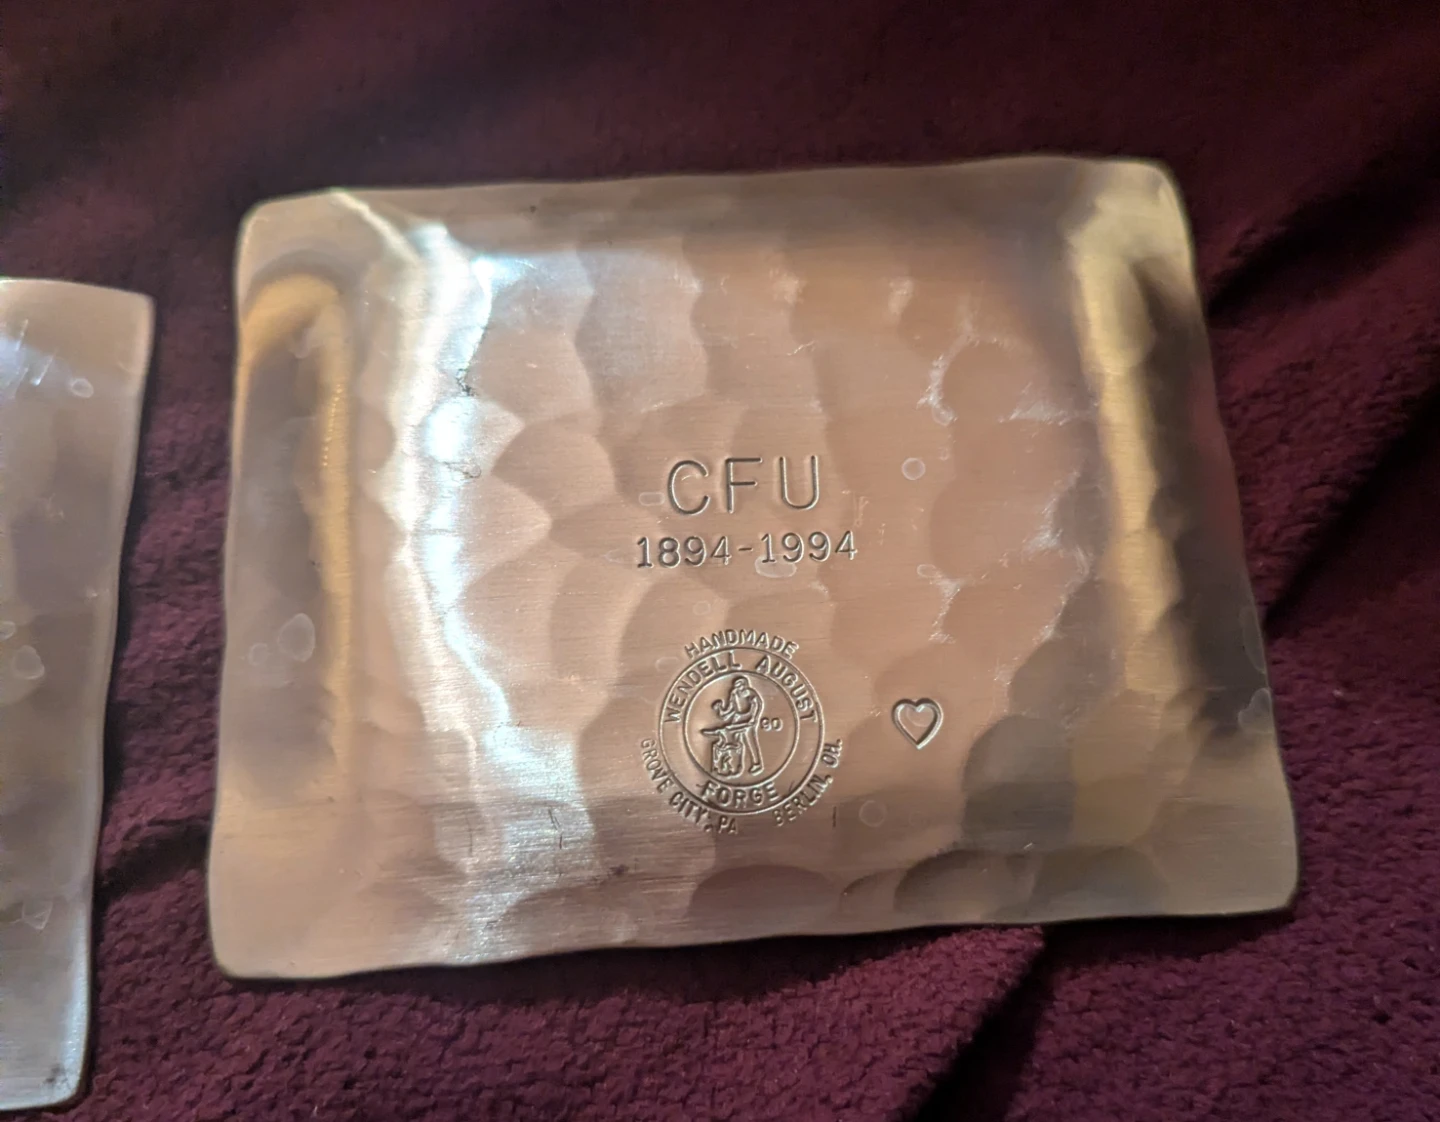 CFU
1894-1994
HANDMADE
WENDELL AUGUST
90
FORGE
GROVE CITY, PA BERLIN, OH.